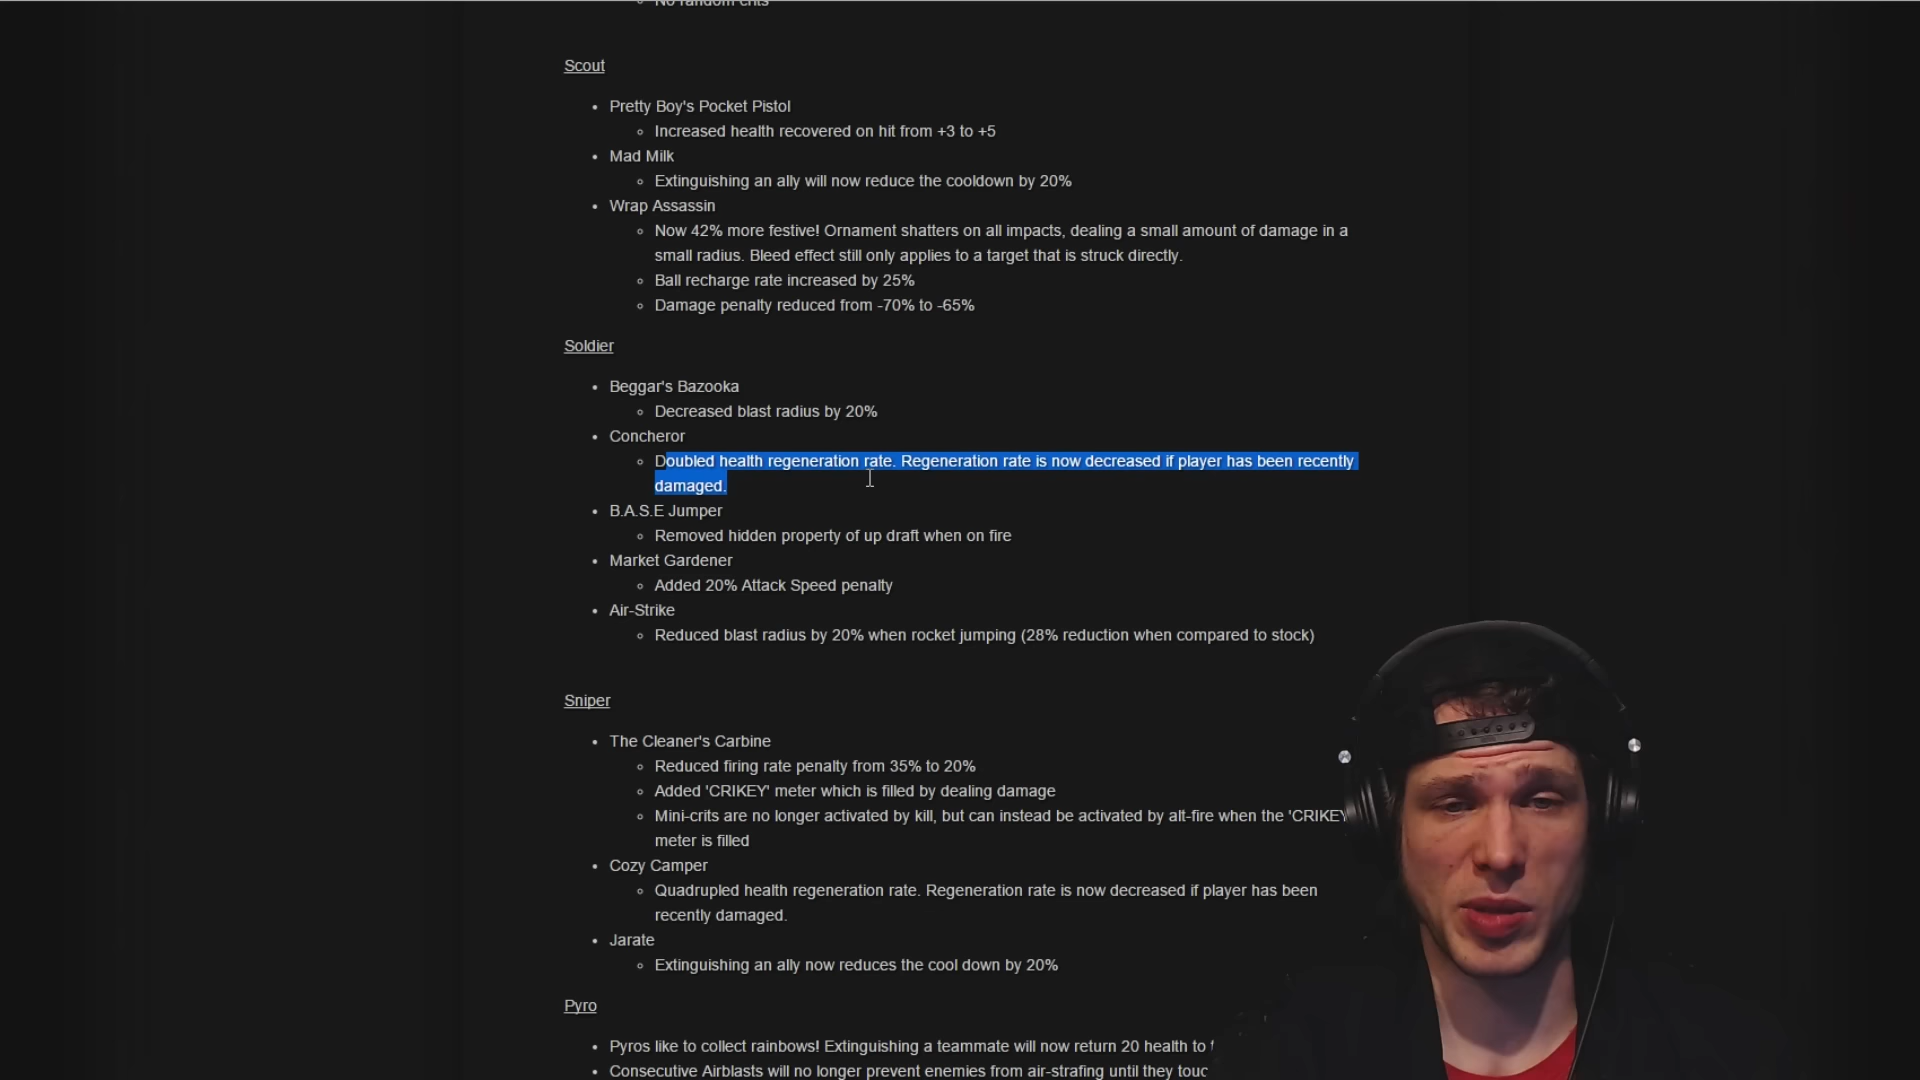 No random crits
Scout
Pretty Boy's Pocket Pistol
Increased health recovered on hit from +3 to +5
Mad Milk
Extinguishing an ally will now reduce the cooldown by 20%
Wrap Assassin
Now 42% more festive! Ornament shatters on all impacts, dealing a small amount of damage in a
small radius. Bleed effect still only applies to a target that is struck directly.
Ball recharge rate increased by 25%
Damage penalty reduced from -70% to -65%
Soldier
Beggar's Bazooka
Decreased blast radius by 20%
Concheror
Doubled health regeneration rate. Regeneration rate is now decreased if player has been recently
damaged.
B.A.S.E Jumper
Removed hidden property of up draft when on fire
Market Gardener
Added 20% Attack Speed penalty
Air-Strike
Reduced blast radius by 20% when rocket jumping (28% reduction when compared to stock)
Sniper
The Cleaner's Carbine
Reduced firing rate penalty from 35% to 20%
Added 'CRIKEY' meter which is filled by dealing damage
Mini-crits are no longer activated by kill, but can instead be activated by alt-fire when the 'CRIKEY
meter is filled
Cozy Camper
Quadrupled health regeneration rate. Regeneration rate is now decreased if player has been
recently damaged.
Jarate
Extinguishing an ally now reduces the cool down by 20%
Pyro
Pyros like to collect rainbows! Extinguishing a teammate will now return 20 health to
Consecutive Airblasts will no longer prevent enemies from air-strafing until they